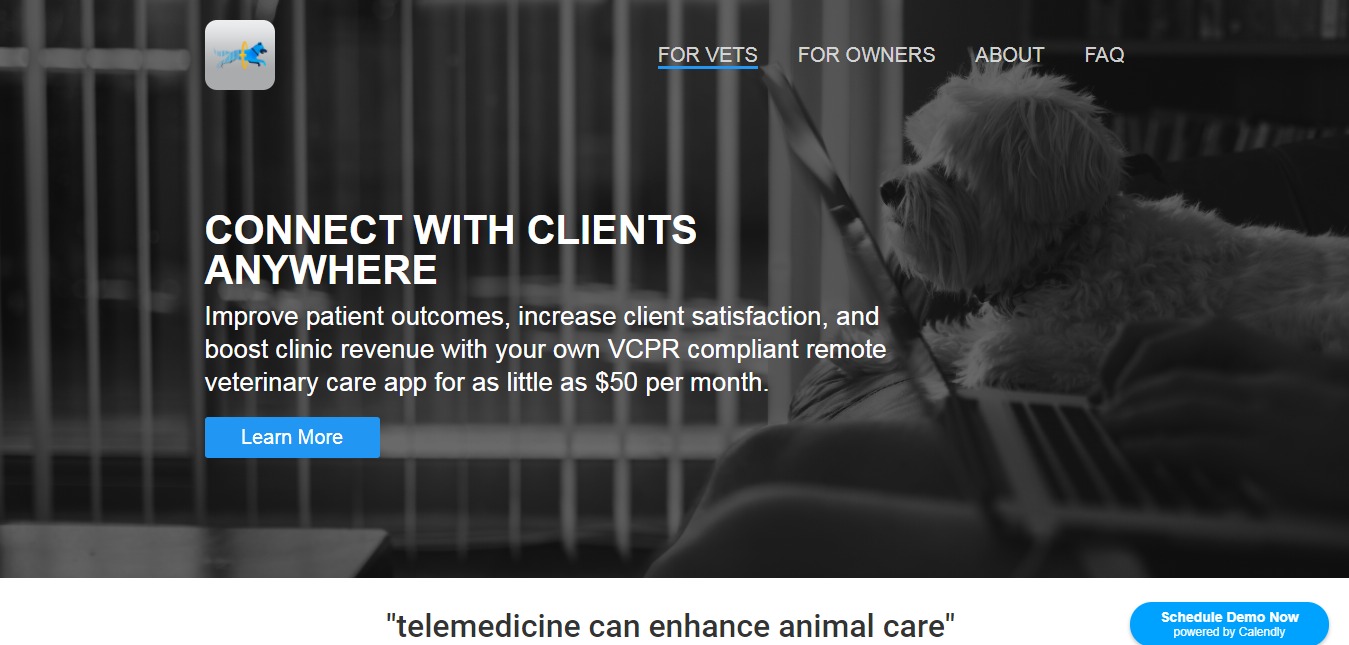 FOR VETS FOR OWNERS ABOUT FAQ
CONNECT WITH CLIENTS
ANYWHERE
Improve patient outcomes, increase client satisfaction, and
boost clinic revenue with your own VCPR compliant remote
veterinary care app for as little as $50 per month.
Learn More
"telemedicine can enhance animal care"
Schedule Demo Now
powered by Calendly